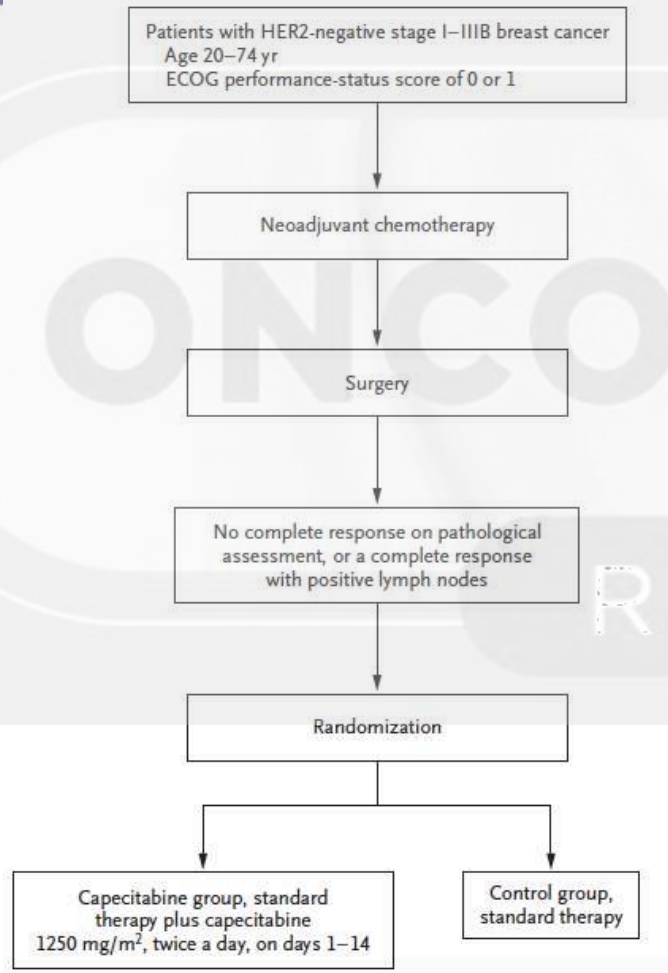 Patients with HER2-negative stage I–IIIB breast cancer
Age 20–74 yr
ECOG performance-status score of 0 or 1
Neoadjuvant chemotherapy
ONCO
Surgery
No complete response on pathological
assessment, or a complete response
with positive lymph nodes
R
Randomization
Capecitabine group, standard
therapy plus capecitabine
1250 mg/m², twice a day, on days 1–14
Control group,
standard therapy